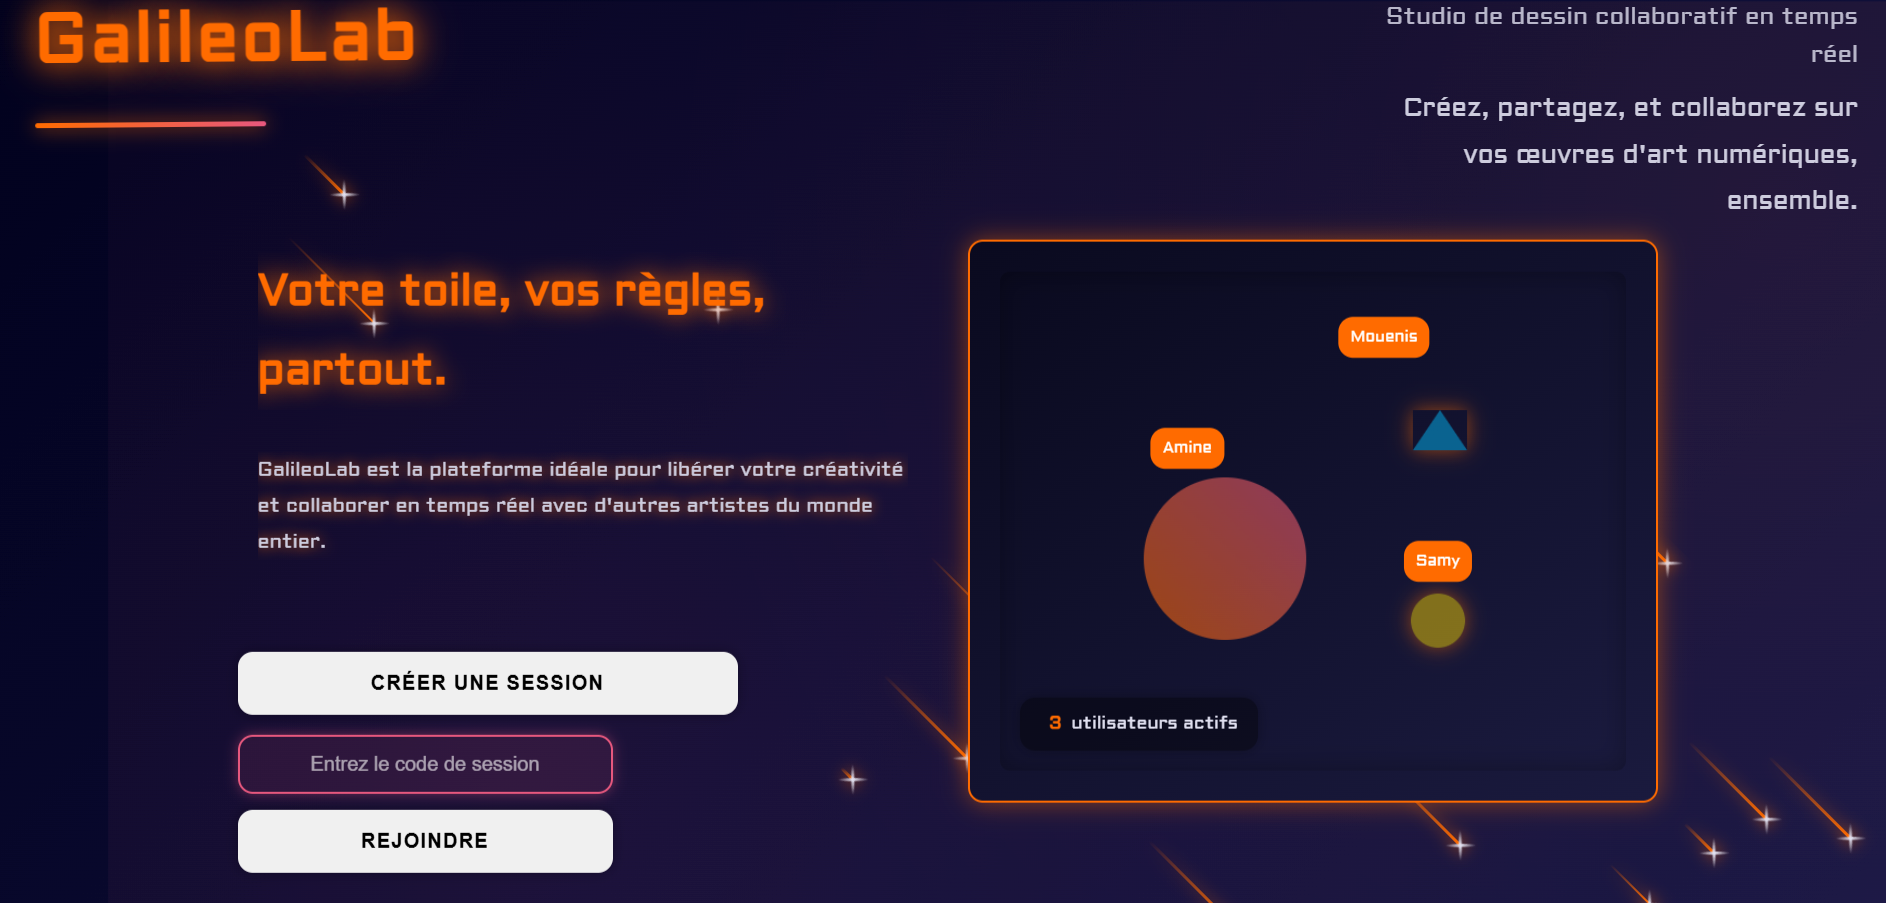 GalileoLab
Studio de dessin collaboratif en temps
réel
Créez, partagez, et collaborez sur
vos œuvres d'art numériques,
ensemble.
Votre toile, vos règles,
partout.
GalileoLab est la plateforme idéale pour libérer votre créativité
et collaborer en temps réel avec d'autres artistes du monde
entier.
CRÉER UNE SESSION
Entrez le code de session
REJOINDRE
Mouenis
Amine
Samy
3 utilisateurs actifs